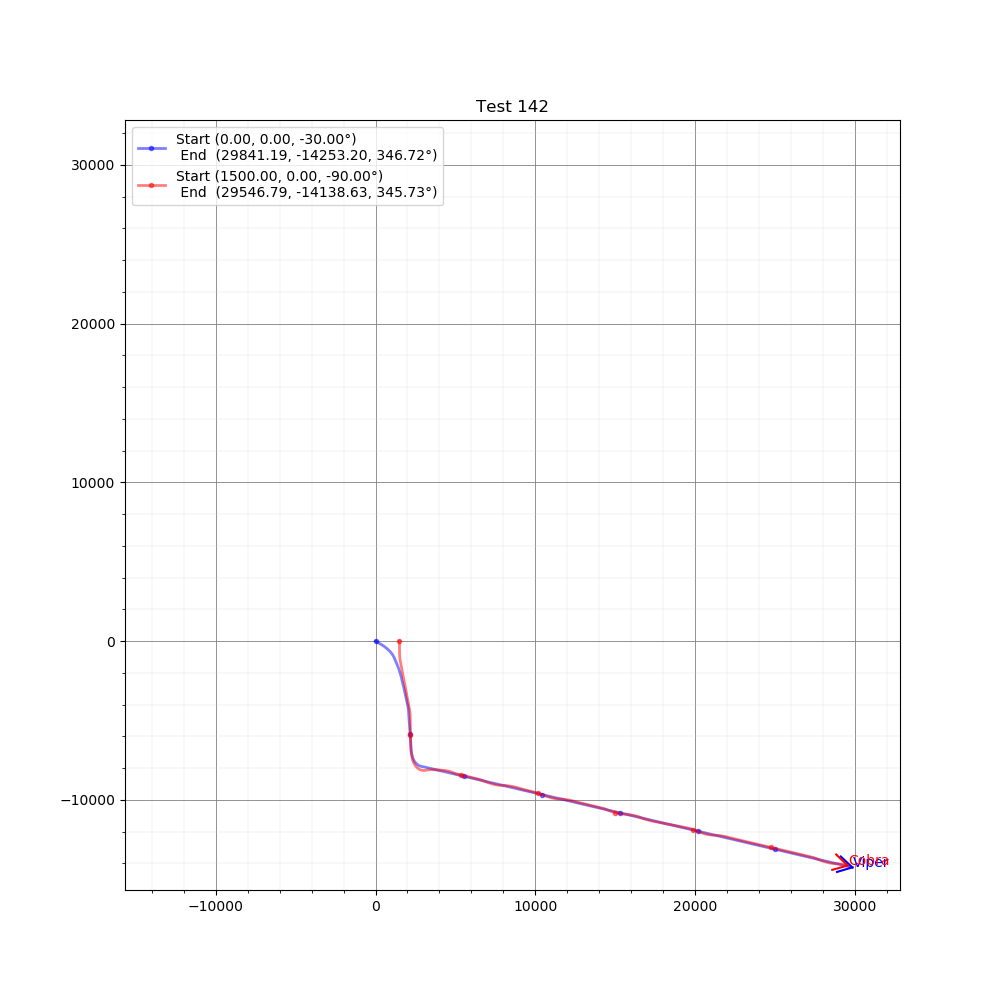 Test 142
Start (0.00, 0.00, -30.00°)
End (29841.19, -14253.20, 346.72°)
Start (1500.00, 0.00, -90.00°)
End (29546.79, -14138.63, 345.73°)
30000
20000
10000
0
−10000
Cobra
Viper
−10000
0
10000
20000
30000